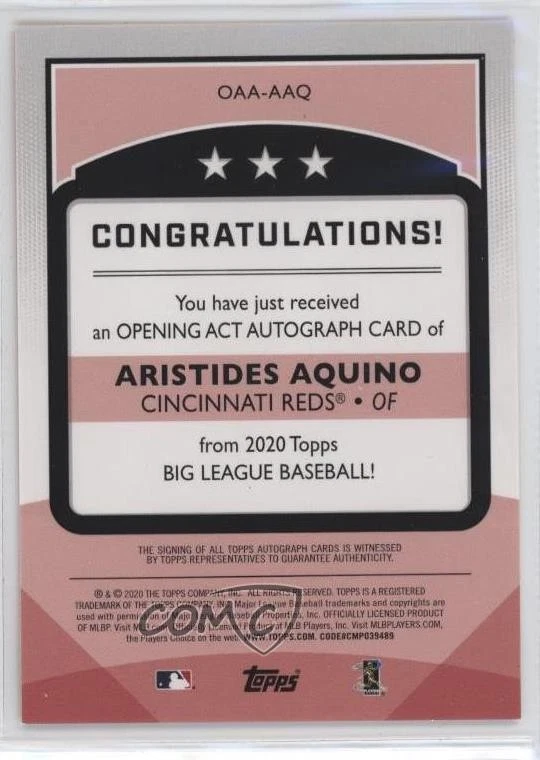 OAA-AAQ
CONGRATULATIONS!
You have just received
an OPENING ACT AUTOGRAPH CARD of
ARISTIDES AQUINO
CINCINNATI REDS® • OF
from 2020 Topps
BIG LEAGUE BASEBALL!
THE SIGNING OF ALL TOPPS AUTOGRAPH CARDS IS WITNESSED
BY TOPPS REPRESENTATIVES TO GUARANTEE AUTHENTICITY.
® & © 2020 THE TOPPS COMPANY, INC. ALL RIGHTS RESERVED. TOPPS IS A REGISTERED
TRADEMARK OF THE TOPPS COMPANY, INC. Major League Baseball trademarks and copyrights are
used with permission of Baseball Properties, Inc. OFFICIALLY LICENSED PRODUCT
OF MLBP. Visit Licensed Product of MLB Players, Inc. Visit MLBPLAYERS.COM,
the Players Choice on the web. WWW.TOPPS.COM. CODE#CMP039489
COMC
TOPPS